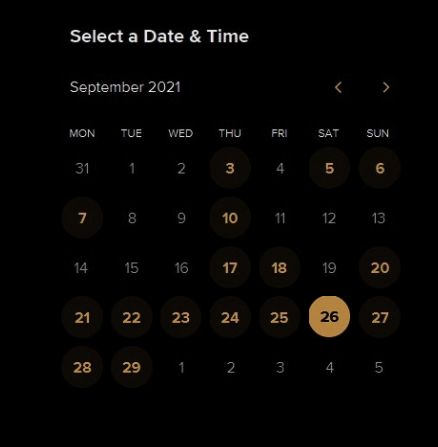 Select a Date & Time
September 2021
MON TUE WED THU FRI SAT SUN
31 1 2 3 4 5 6
7 8 9 10 11 12 13
14 15 16 17 18 19 20
21 22 23 24 25 26 27
28 29 1 2 3 4 5